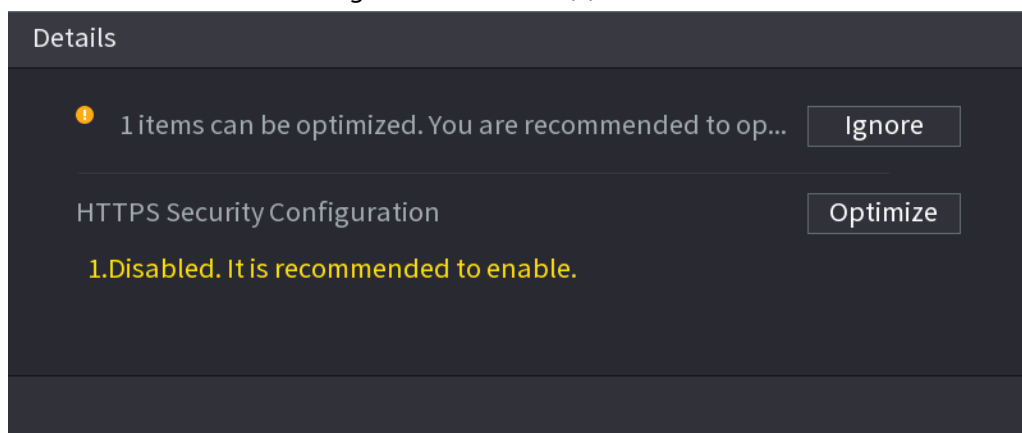 Details
1 items can be optimized. You are recommended to op...
Ignore
HTTPS Security Configuration
Optimize
1.Disabled. It is recommended to enable.